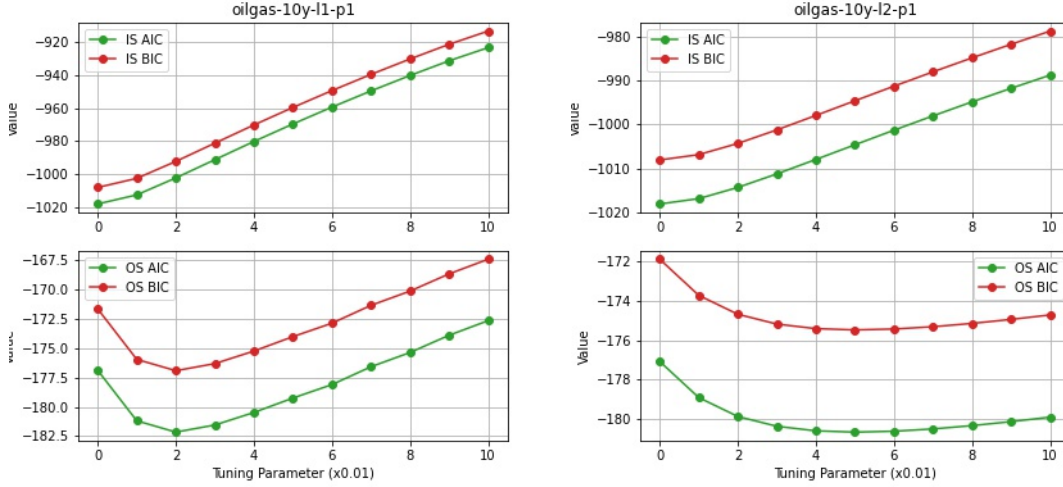 oilgas-10y-l1-p1
IS AIC
IS BIC
−920
−940
−960
−980
−1000
−1020
value
0 2 4 6 8 10
oilgas-10y-l2-p1
IS AIC
IS BIC
−980
−990
−1000
−1010
−1020
value
0 2 4 6 8 10
OS AIC
OS BIC
−167.5
−170.0
−172.5
−175.0
−177.5
−180.0
−182.5
value
0 2 4 6 8 10
Tuning Parameter (x0.01)
OS AIC
OS BIC
−172
−174
−176
−178
−180
Value
0 2 4 6 8 10
Tuning Parameter (x0.01)